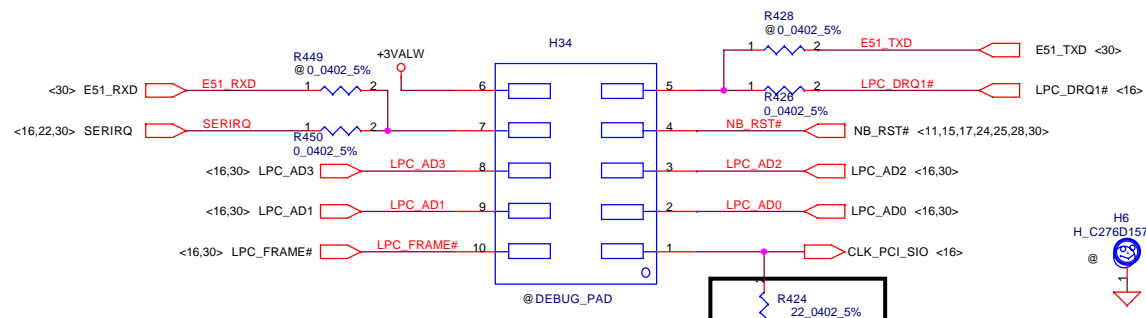 R428
@ 0_0402_5%
H34
1 2 E51_TXD E51_TXD <30>
R449
@ 0_0402_5%
+3VALW
<30> E51_RXD E51_RXD 1 2 6 5 1 2 LPC_DRQ1# LPC_DRQ1# <16>
R426
0_0402_5%
<16,22,30> SERIRQ SERIRQ 1 2 7 4 NB_RST# NB_RST# <11,15,17,24,25,28,30>
R450
0_0402_5%
<16,30> LPC_AD3 LPC_AD3 8 3 LPC_AD2 LPC_AD2 <16,30>
<16,30> LPC_AD1 LPC_AD1 9 2 LPC_AD0 LPC_AD0 <16,30>
H6
H_C276D157
@
1
<16,30> LPC_FRAME# LPC_FRAME# 10 1 CLK_PCI_SIO <16>
@ DEBUG_PAD
1
R424
22_0402_5%